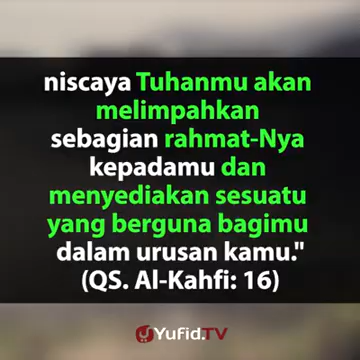 niscaya Tuhanmu akan
melimpahkan
sebagian rahmat-Nya
kepadamu dan
menyediakan sesuatu
yang berguna bagimu
dalam urusan kamu."
(QS. Al-Kahfi: 16)
Yufid.TV